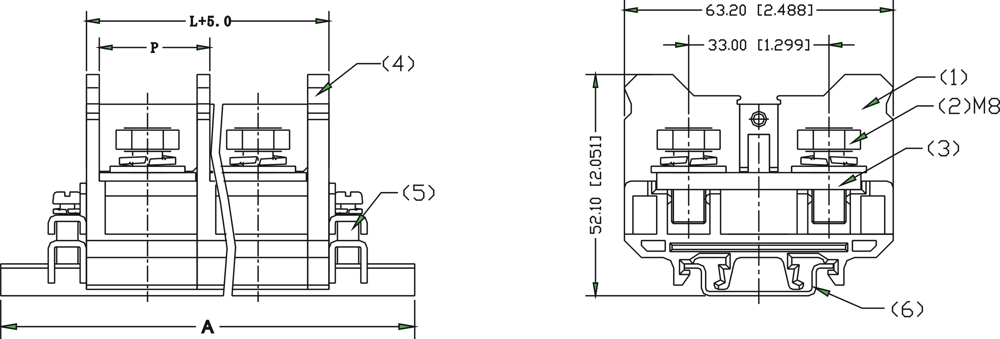 L+5.0
P
(4)
(5)
A
63.20 [2.488]
33.00 [1.299]
(1)
(2)M8
(3)
52.10 [2.051]
(6)